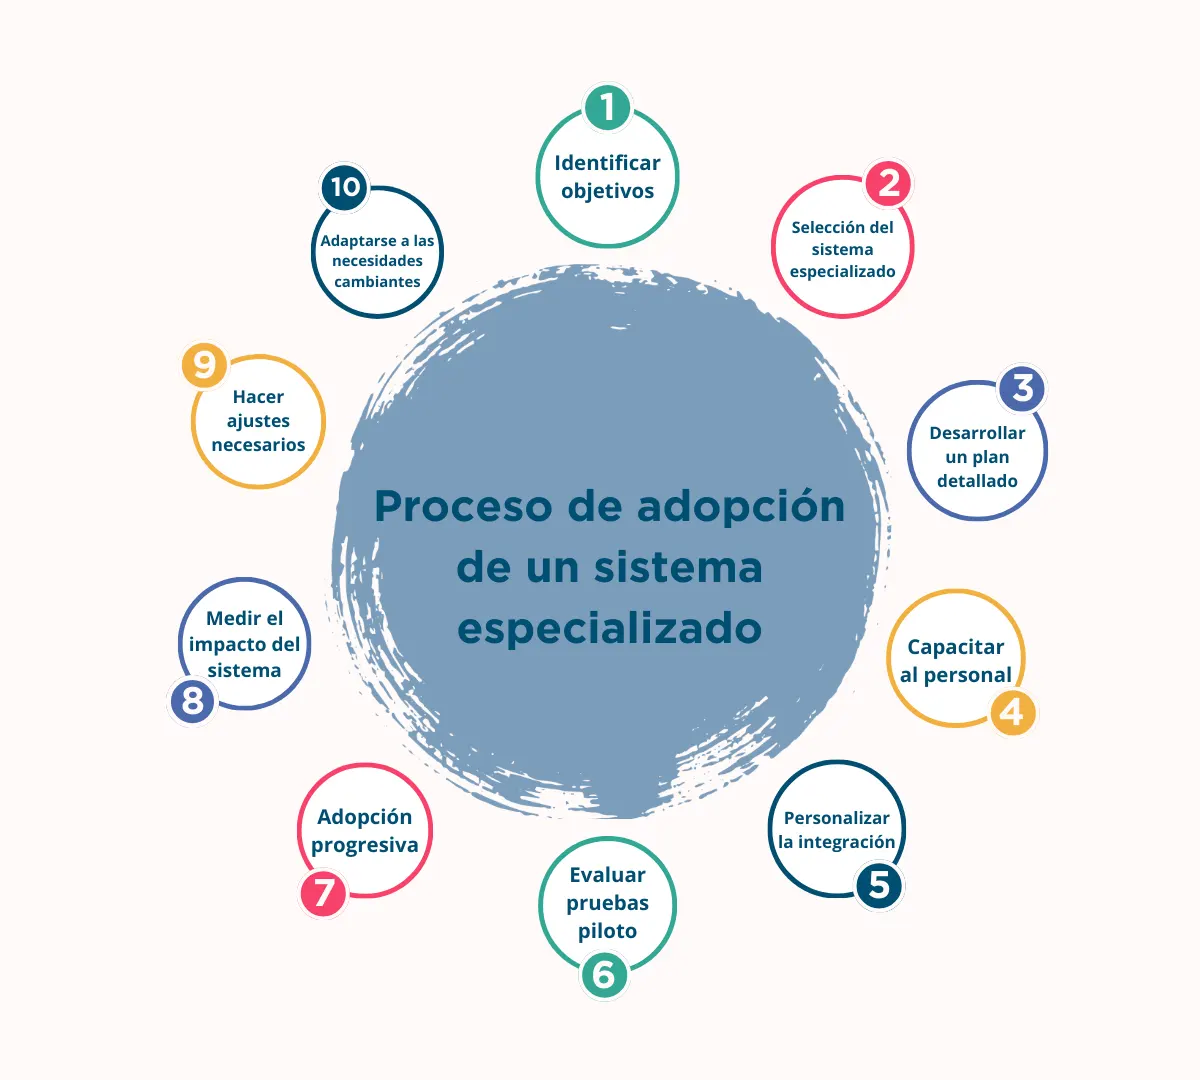 1
Identificar
objetivos
2
Selección del
sistema
especializado
3
Desarrollar
un plan
detallado
4
Capacitar
al personal
5
Personalizar
la integración
6
Evaluar
pruebas
piloto
7
Adopción
progresiva
8
Medir el
impacto del
sistema
9
Hacer
ajustes
necesarios
10
Adaptarse a las
necesidades
cambiantes
Proceso de adopción
de un sistema
especializado